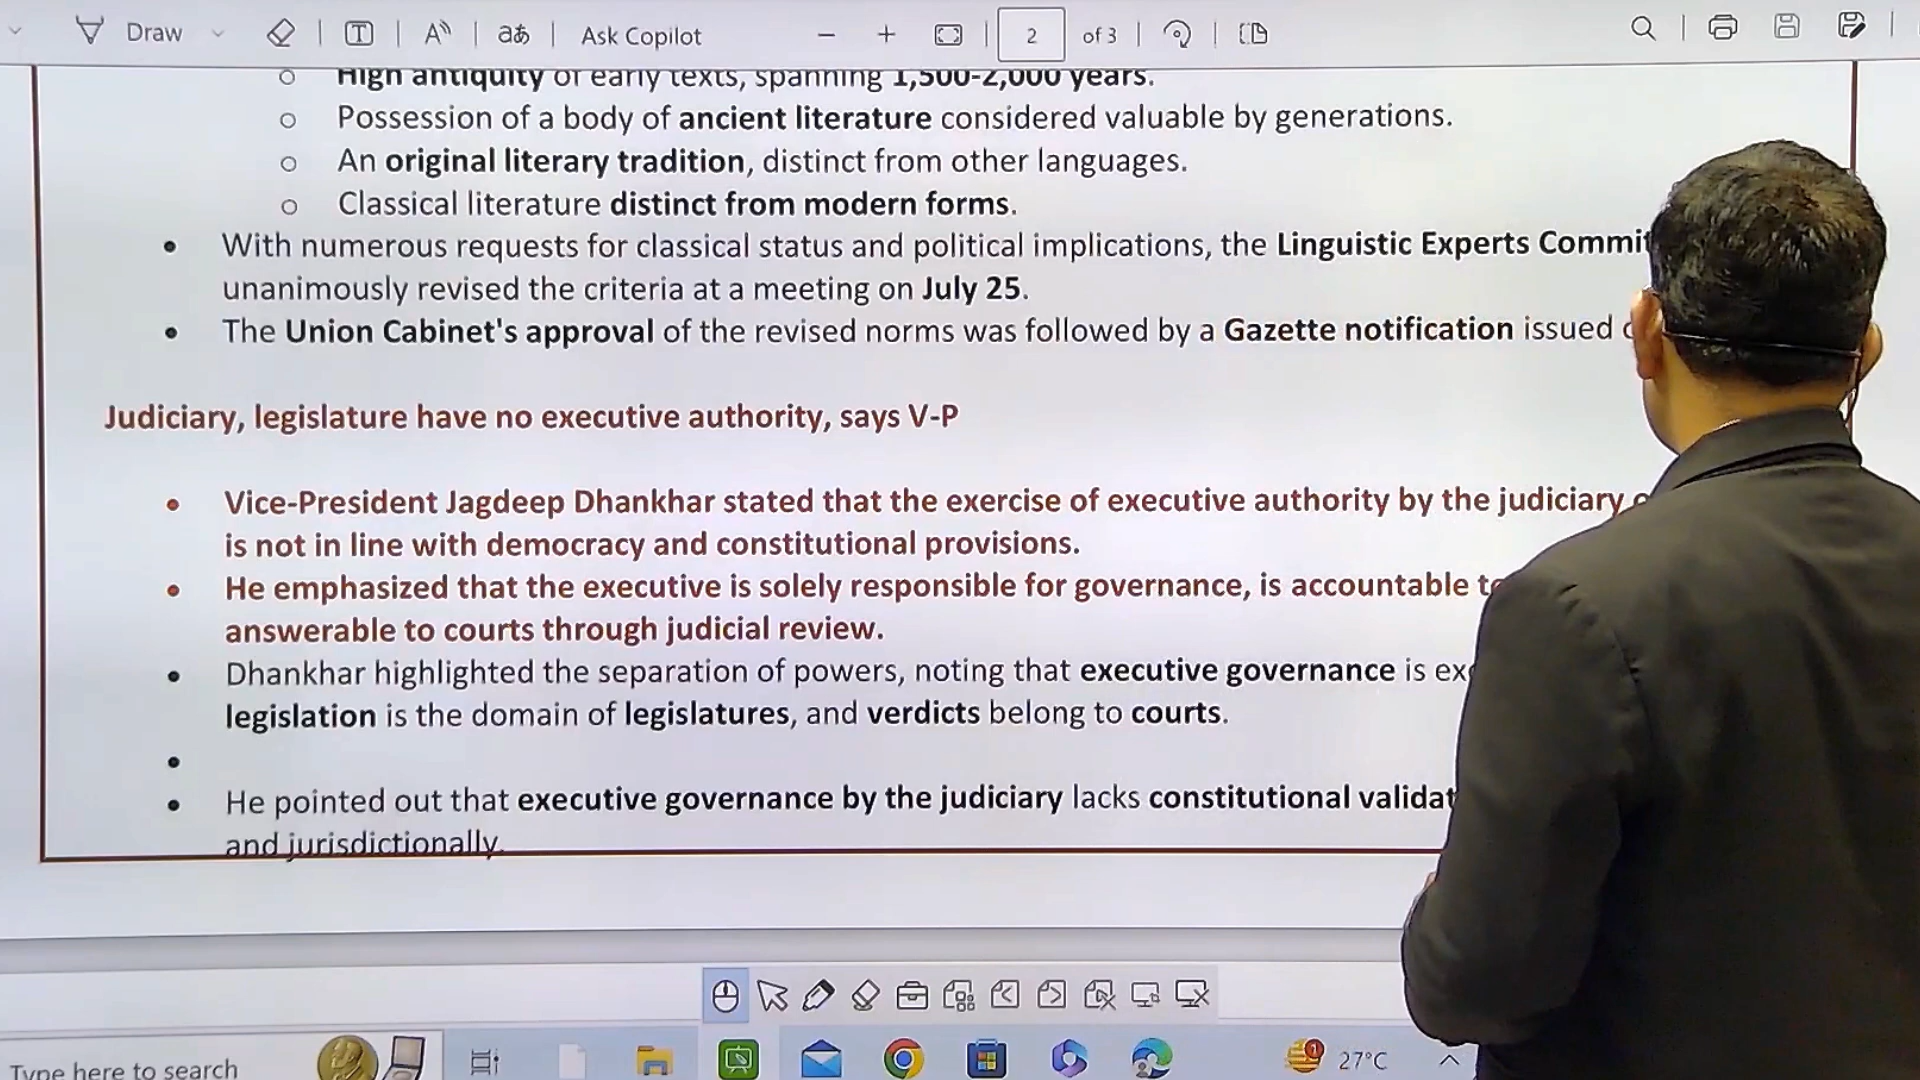 Draw
A
aあ
Ask Copilot
2
of 3
High antiquity of early texts, spanning 1,500-2,000 years.
Possession of a body of ancient literature considered valuable by generations.
An original literary tradition, distinct from other languages.
Classical literature distinct from modern forms.
With numerous requests for classical status and political implications, the Linguistic Experts Commit
unanimously revised the criteria at a meeting on July 25.
The Union Cabinet's approval of the revised norms was followed by a Gazette notification issued
Judiciary, legislature have no executive authority, says V-P
Vice-President Jagdeep Dhankhar stated that the exercise of executive authority by the judiciary
is not in line with democracy and constitutional provisions.
He emphasized that the executive is solely responsible for governance, is accountable
answerable to courts through judicial review.
Dhankhar highlighted the separation of powers, noting that executive governance is
legislation is the domain of legislatures, and verdicts belong to courts.
He pointed out that executive governance by the judiciary lacks constitutional
and jurisdictionally.
Type here to search
1
27°C